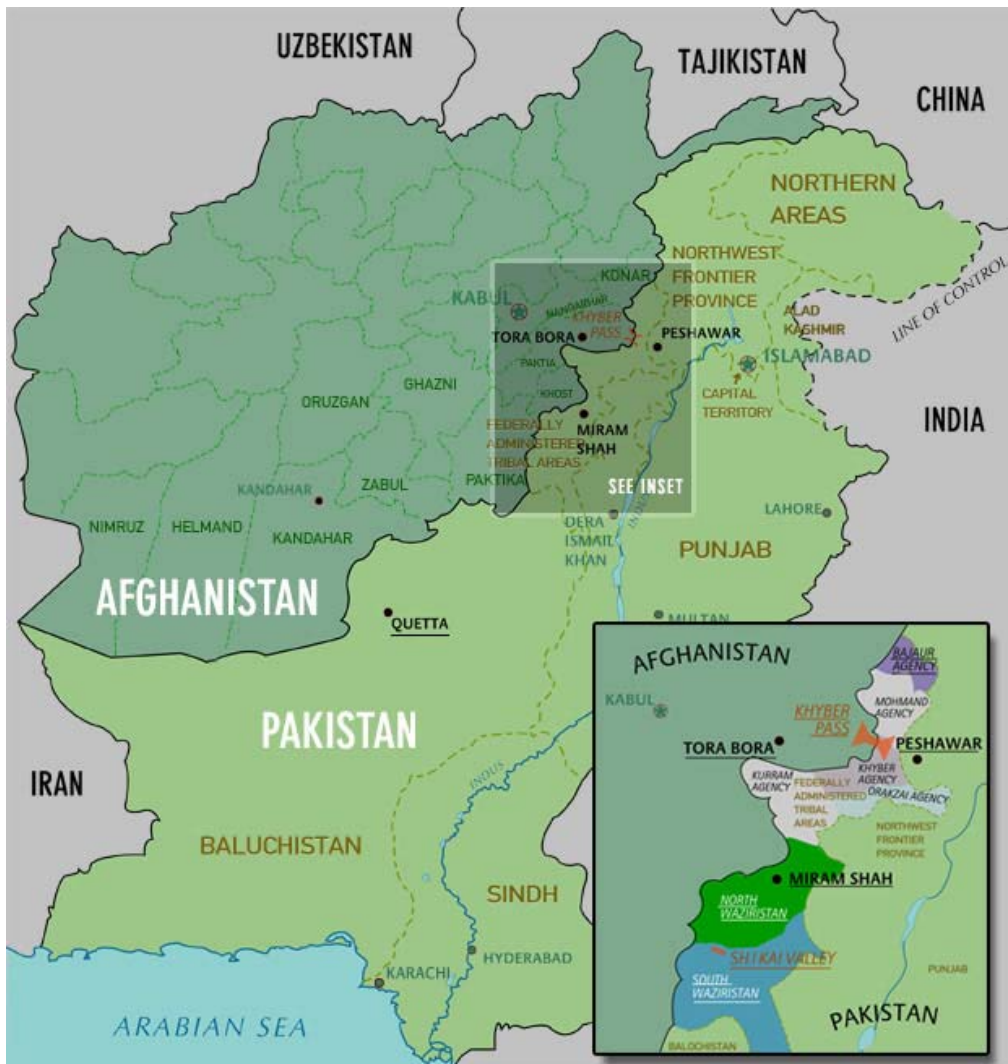 UZBEKISTAN
TAJIKISTAN
CHINA
NORTHERN
AREAS
NORTHWEST
FRONTIER
PROVINCE
KONAR
KABUL
NANGARHAR
KHYBER
PASS
TORA BORA
PESHAWAR
ALAD
KASHMIR
LINE OF CONTROL
ISLAMABAD
PAKTIA
GHAZNI
KHOST
CAPITAL
TERRITORY
ORUZGAN
INDIA
FEDERALLY
ADMINISTERED
TRIBAL AREAS
MIRAM
SHAH
ZABUL
PAKTIKA
SEE INSET
INDUS
KANDAHAR
NIMRUZ
HELMAND
KANDAHAR
DERA
ISMAIL
KHAN
LAHORE
PUNJAB
AFGHANISTAN
QUETTA
MULTAN
PAKISTAN
IRAN
INDUS
BALUCHISTAN
SINDH
HYDERABAD
KARACHI
ARABIAN SEA
AFGHANISTAN
BAJAUR
AGENCY
KABUL
MOHMAND
AGENCY
KHYBER
PASS
TORA BORA
PESHAWAR
KURRAM
AGENCY
KHYBER
AGENCY
ORAKZAI AGENCY
FEDERALLY
ADMINISTERED
TRIBAL
AREAS
NORTHWEST
FRONTIER
PROVINCE
MIRAM SHAH
NORTH
WAZIRISTAN
SHIKAI VALLEY
SOUTH
WAZIRISTAN
PUNJAB
PAKISTAN
BALOCHISTAN